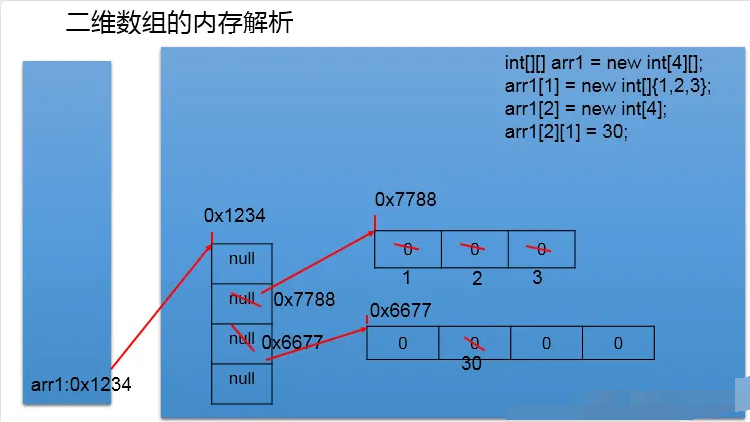 二维数组的内存解析
int[][] arr1 = new int[4][];
arr1[1] = new int[]{1,2,3};
arr1[2] = new int[4];
arr1[2][1] = 30;
0x7788
0x1234
0 0 0
1 2 3
null
null 0x7788
0x6677
null 0x6677
0 0 0 0
30
null
arr1:0x1234